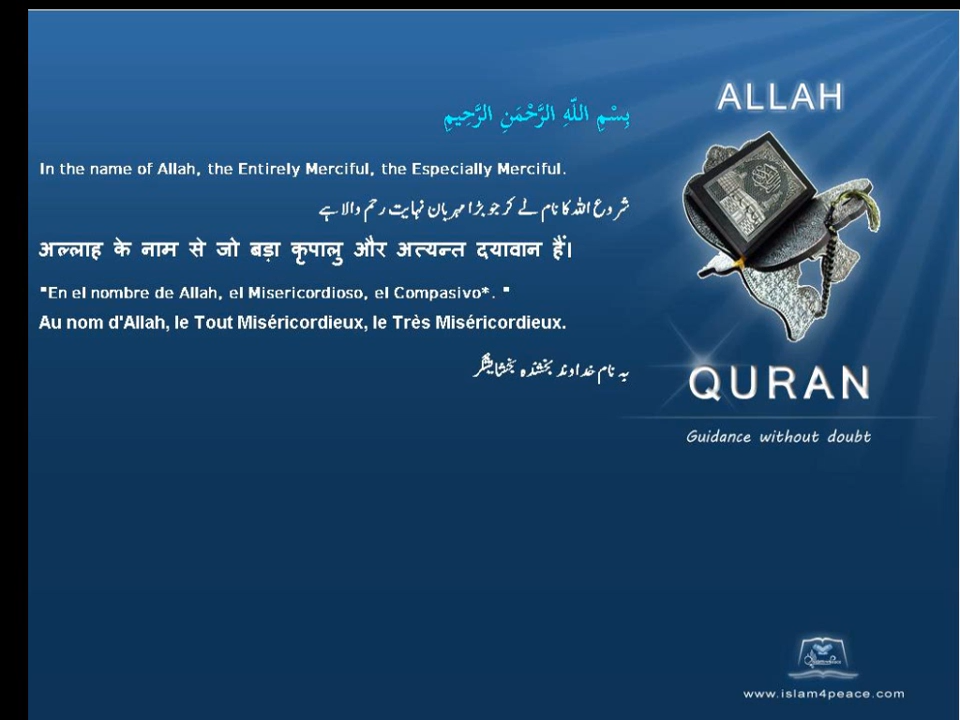 بِسْمِ اللّهِ الرَّحْمَنِ الرَّحِيمِ
In the name of Allah, the Entirely Merciful, the Especially Merciful.
شروع الله کا نام لے کر جو بڑا مہربان نہایت رحم والا ہے
अल्लाह के नाम से जो बड़ा कृपालु और अत्यन्त दयावान हैं।
"En el nombre de Allah, el Misericordioso, el Compasivo*. "
Au nom d'Allah, le Tout Miséricordieux, le Très Miséricordieux.
به نام خداوند بخشنده بخشایشگر
ALLAH
QURAN
Guidance without doubt
www.islam4peace.com